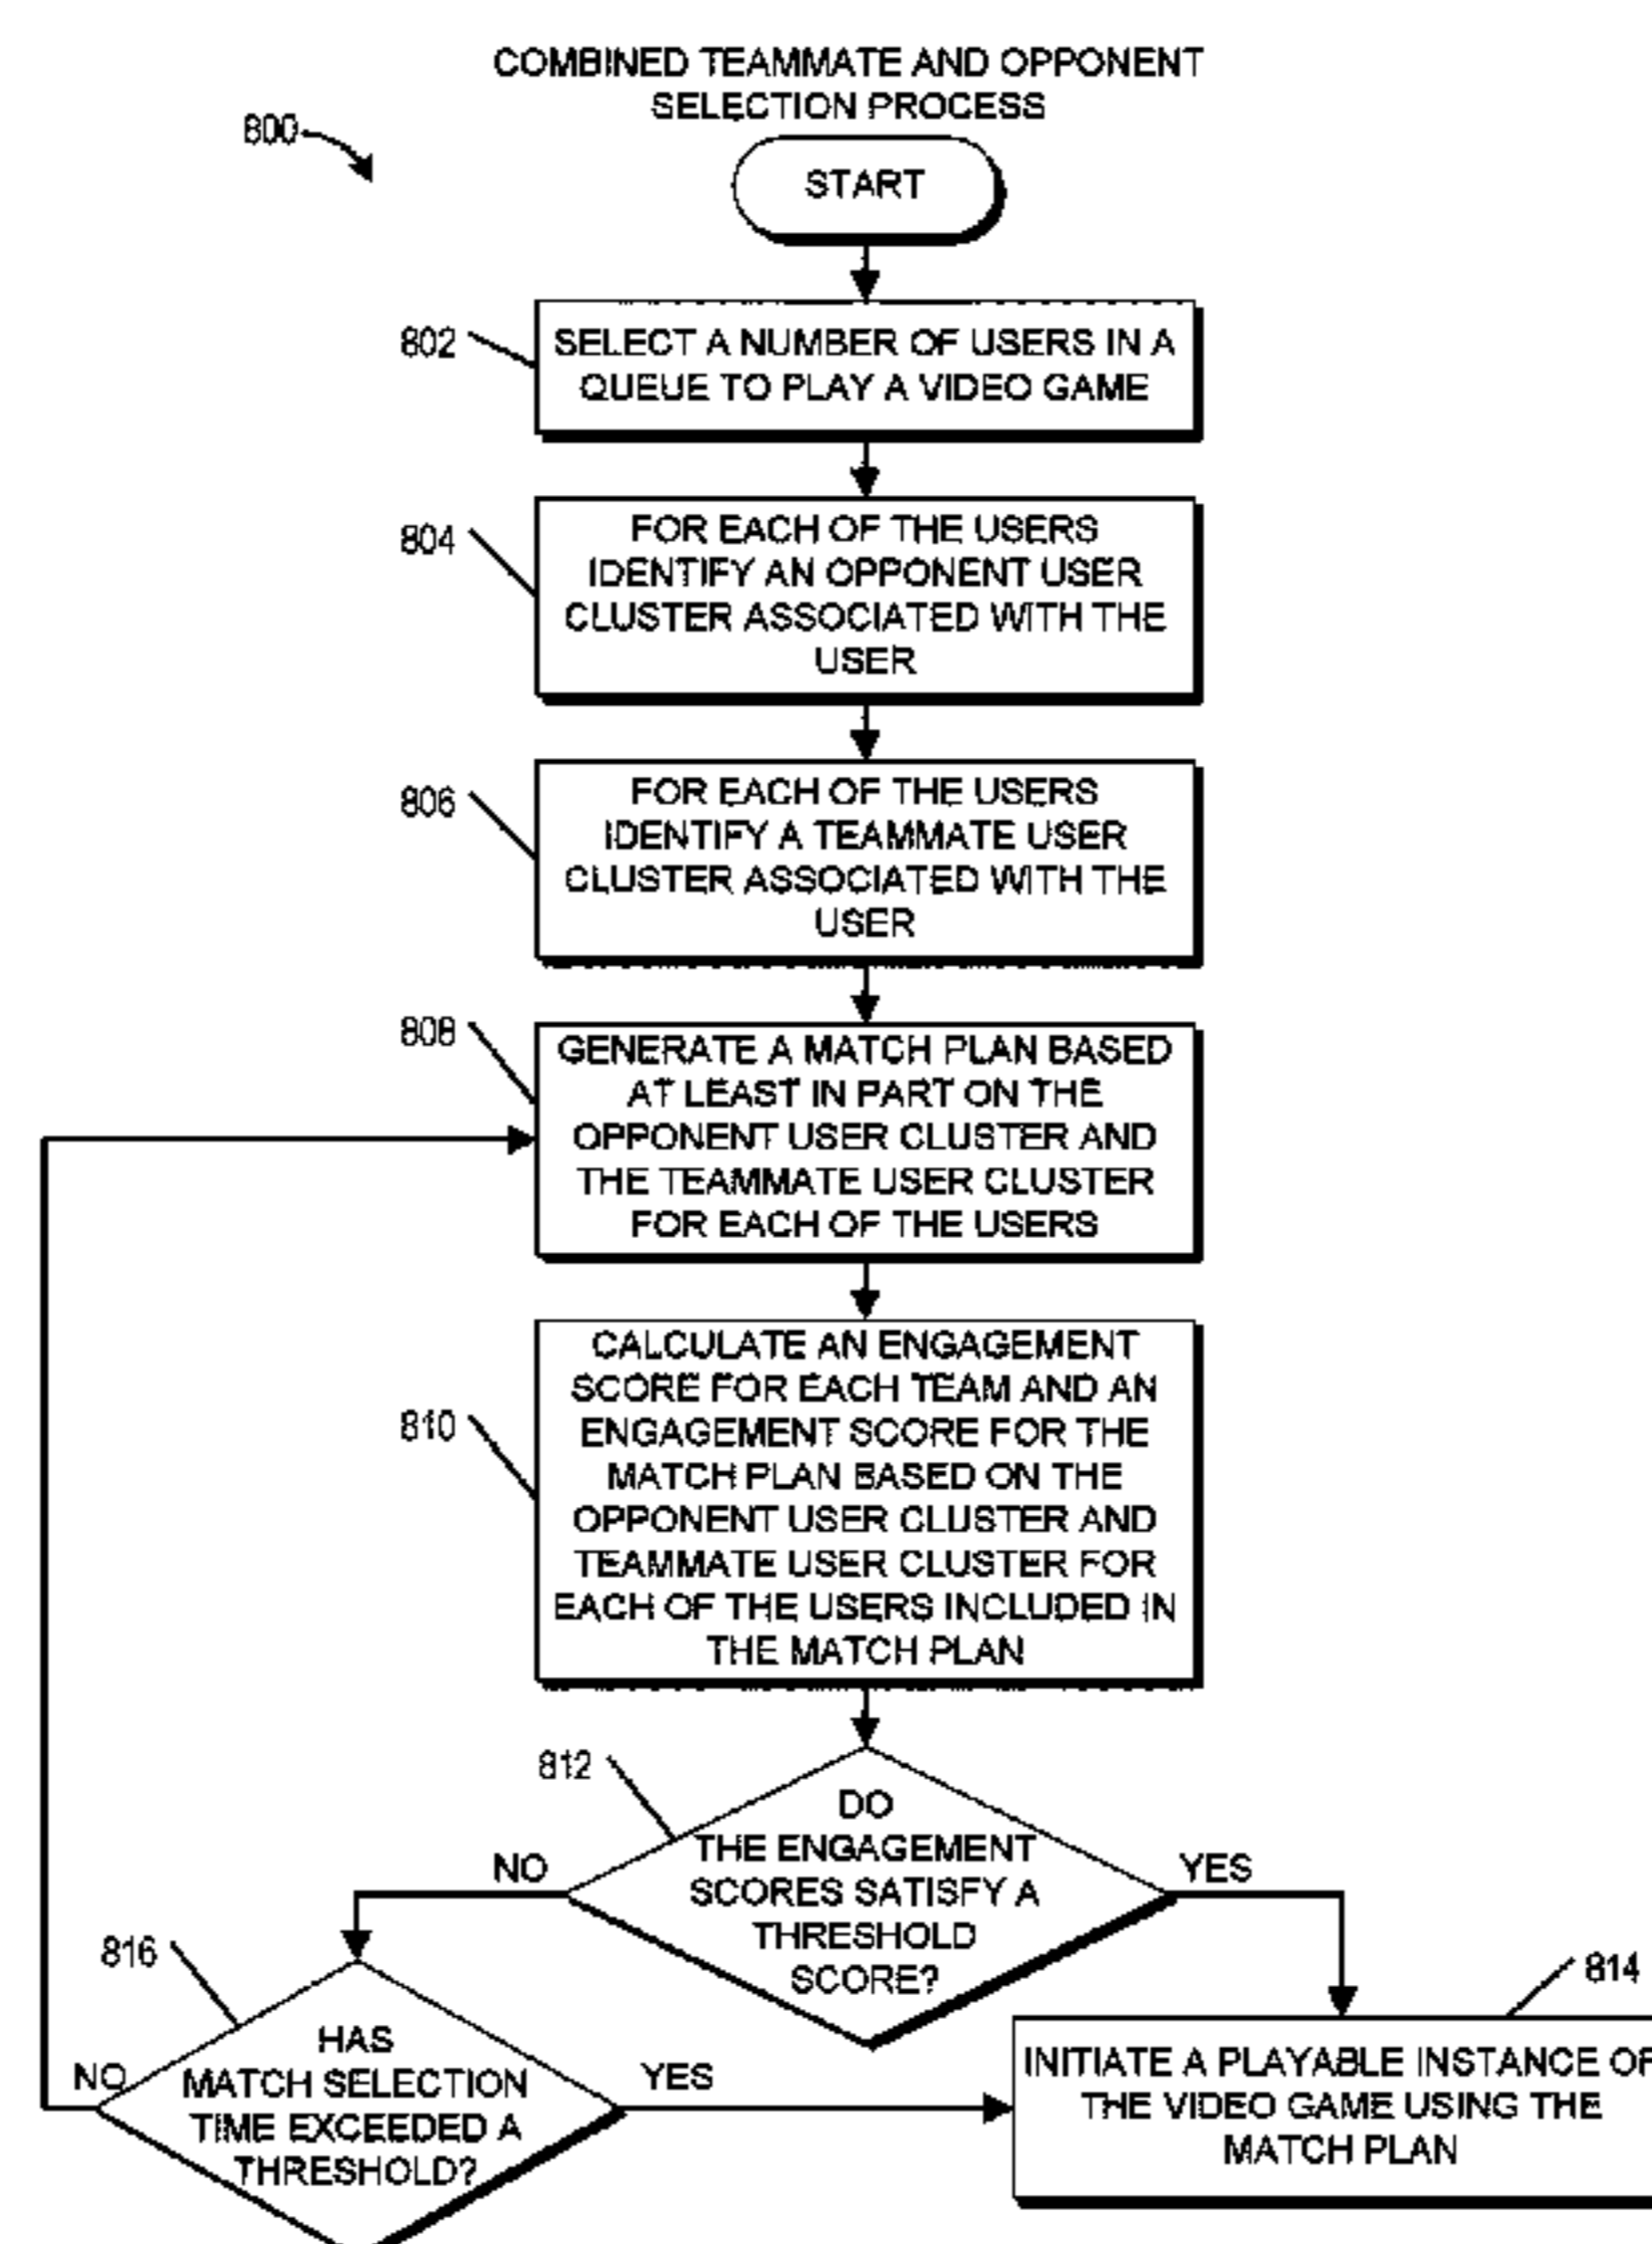 COMBINED TEAMMATE AND OPPONENT
SELECTION PROCESS
800
START
802
SELECT A NUMBER OF USERS IN A
QUEUE TO PLAY A VIDEO GAME
804
FOR EACH OF THE USERS
IDENTIFY AN OPPONENT USER
CLUSTER ASSOCIATED WITH THE
USER
806
FOR EACH OF THE USERS
IDENTIFY A TEAMMATE USER
CLUSTER ASSOCIATED WITH THE
USER
808
GENERATE A MATCH PLAN BASED
AT LEAST IN PART ON THE
OPPONENT USER CLUSTER AND
THE TEAMMATE USER CLUSTER
FOR EACH OF THE USERS
810
CALCULATE AN ENGAGEMENT
SCORE FOR EACH TEAM AND AN
ENGAGEMENT SCORE FOR THE
MATCH PLAN BASED ON THE
OPPONENT USER CLUSTER AND
TEAMMATE USER CLUSTER FOR
EACH OF THE USERS INCLUDED IN
THE MATCH PLAN
812
DO
THE ENGAGEMENT
SCORES SATISFY A
THRESHOLD
SCORE?
NO
YES
816
HAS
MATCH SELECTION
TIME EXCEEDED A
THRESHOLD?
NO
YES
814
INITIATE A PLAYABLE INSTANCE OF
THE VIDEO GAME USING THE
MATCH PLAN